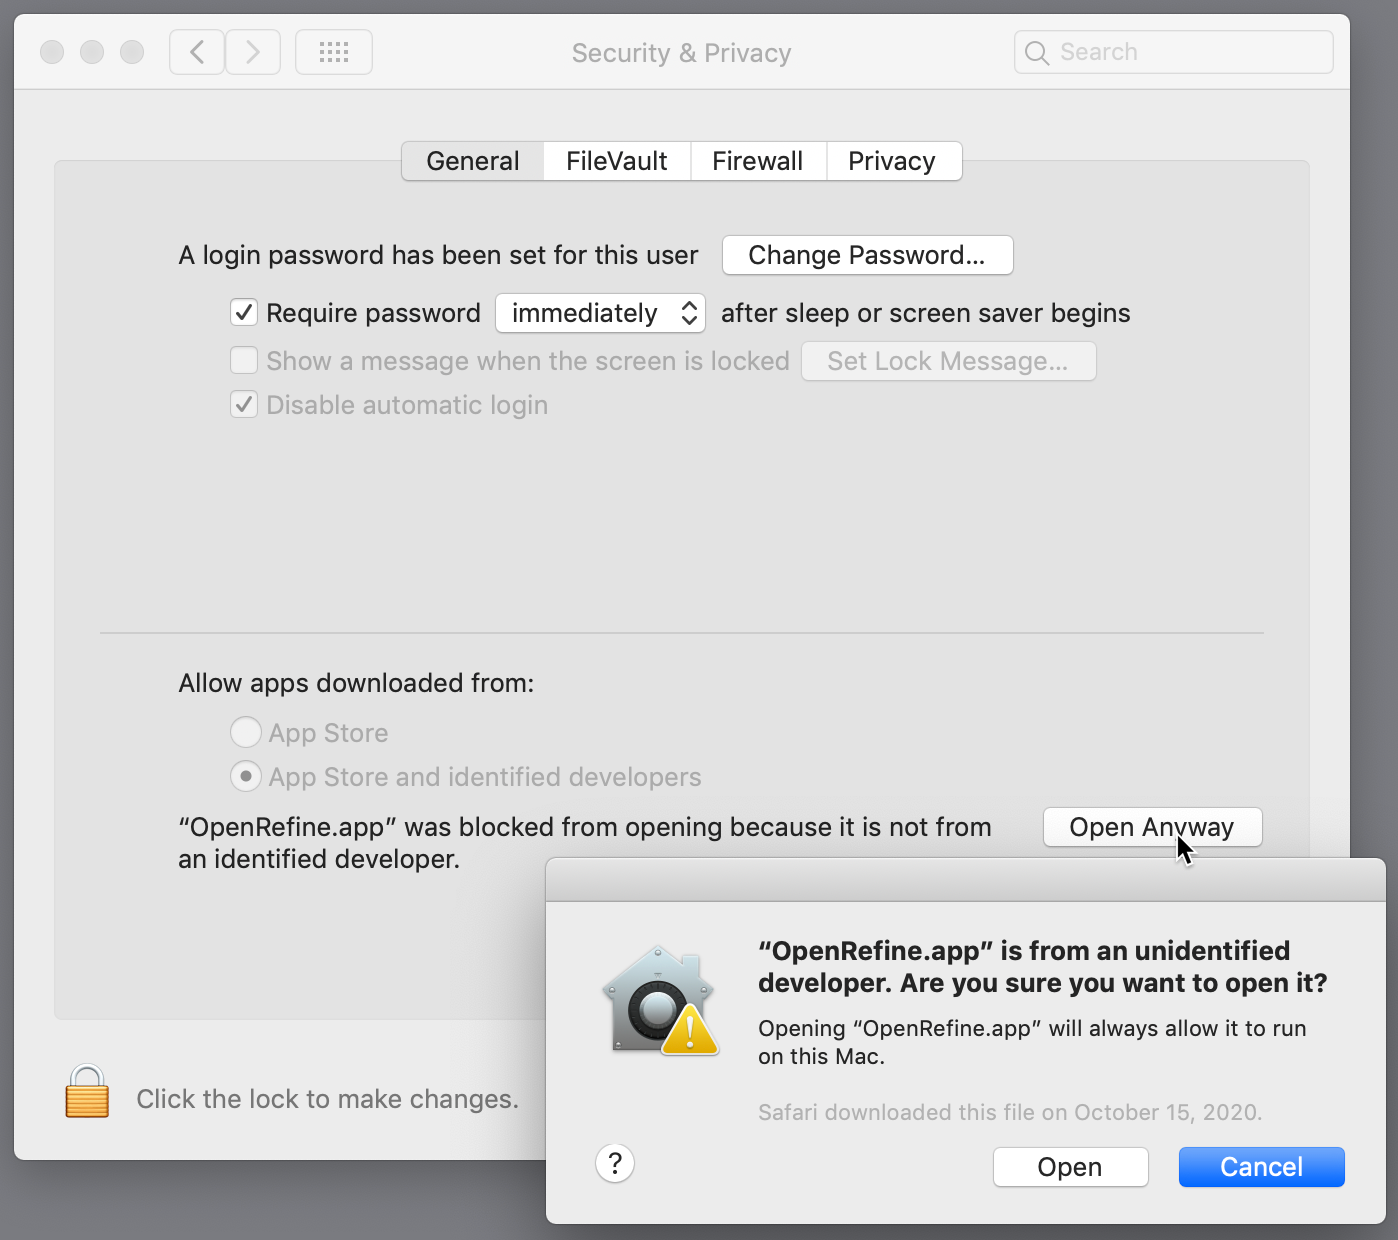 Security & Privacy
Search
General FileVault Firewall Privacy
A login password has been set for this user Change Password...
Require password immediately after sleep or screen saver begins
Show a message when the screen is locked Set Lock Message...
Disable automatic login
Allow apps downloaded from:
App Store
App Store and identified developers
“OpenRefine.app” was blocked from opening because it is not from
an identified developer.
Open Anyway
“OpenRefine.app” is from an unidentified
developer. Are you sure you want to open it?
Opening “OpenRefine.app” will always allow it to run
on this Mac.
Safari downloaded this file on October 15, 2020.
? Open Cancel
Click the lock to make changes.